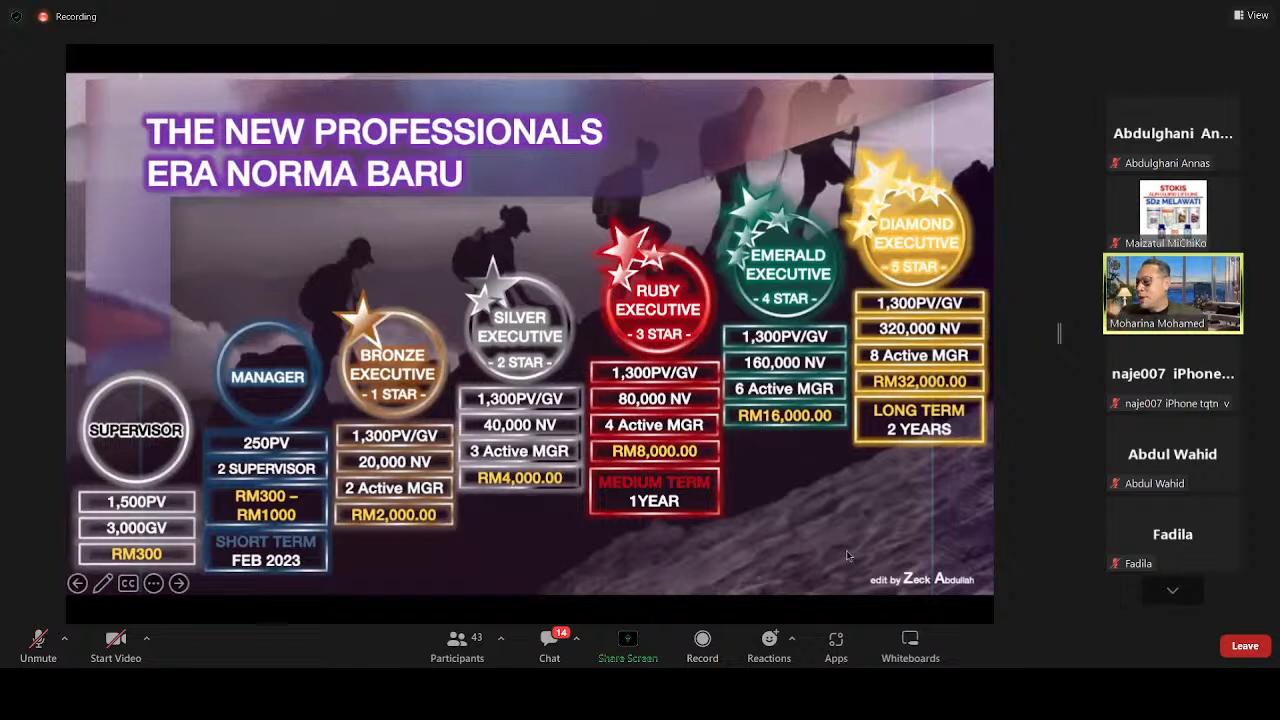 Recording
View
THE NEW PROFESSIONALS
ERA NORMA BARU
SUPERVISOR
1,500PV
3,000GV
RM300
MANAGER
250PV
2 SUPERVISOR
RM300 –
RM1000
SHORT TERM
FEB 2023
BRONZE
EXECUTIVE
- 1 STAR -
1,300PV/GV
20,000 NV
2 Active MGR
RM2,000.00
SILVER
EXECUTIVE
- 2 STAR -
1,300PV/GV
40,000 NV
3 Active MGR
RM4,000.00
RUBY
EXECUTIVE
- 3 STAR -
1,300PV/GV
80,000 NV
4 Active MGR
RM8,000.00
MEDIUM TERM
1YEAR
EMERALD
EXECUTIVE
- 4 STAR -
1,300PV/GV
160,000 NV
6 Active MGR
RM16,000.00
DIAMOND
EXECUTIVE
- 5 STAR -
1,300PV/GV
320,000 NV
8 Active MGR
RM32,000.00
LONG TERM
2 YEARS
CC
edit by Zeck Abdullah
Abdulghani An...
Abdulghani Annas
STOKIS
SD2 MELAWATI
Maizatul MiChiKo
Moharina Mohamed
naje007 iPhone...
naje007 iPhone tqtn v
Abdul Wahid
Abdul Wahid
Fadila
Fadila
Unmute
Start Video
43
Participants
14
Chat
Share Screen
Record
Reactions
Apps
Whiteboards
Leave